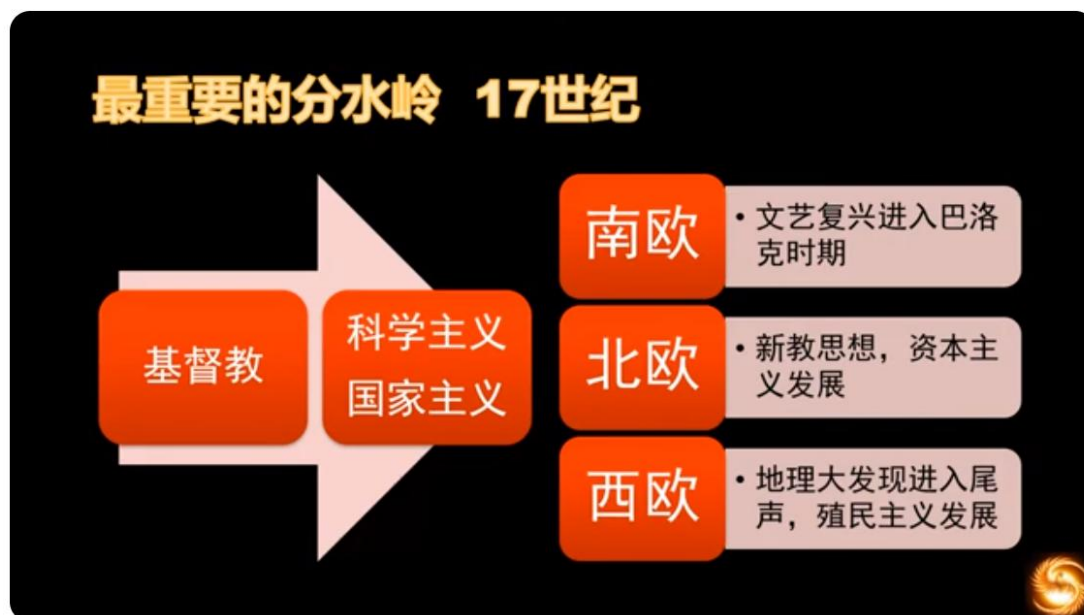 最重要的分水岭 17世纪
基督教
科学主义
国家主义
南欧
• 文艺复兴进入巴洛
克时期
北欧
• 新教思想，资本主
义发展
西欧
• 地理大发现进入尾
声，殖民主义发展